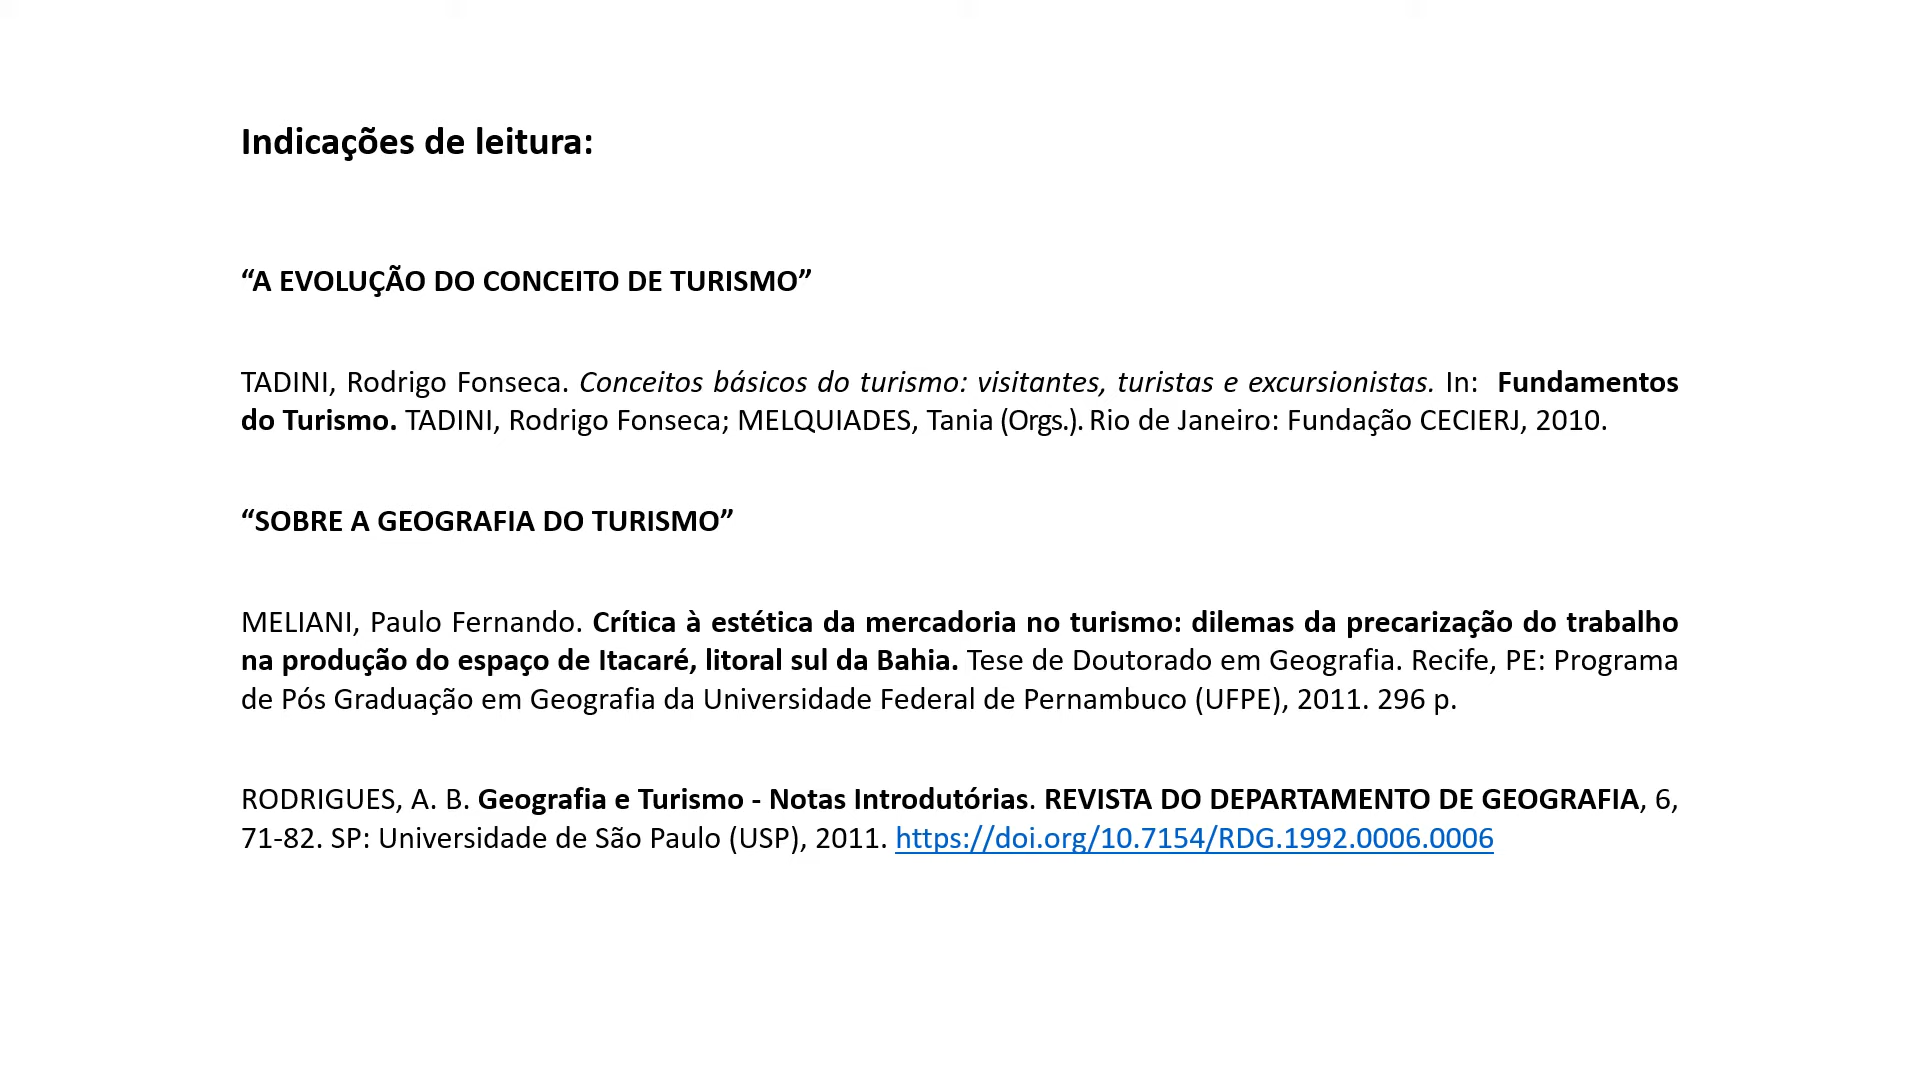 Indicações de leitura:
“A EVOLUÇÃO DO CONCEITO DE TURISMO”
TADINI, Rodrigo Fonseca. Conceitos básicos do turismo: visitantes, turistas e excursionistas. In: Fundamentos
do Turismo. TADINI, Rodrigo Fonseca; MELQUIADES, Tania (Orgs.). Rio de Janeiro: Fundação CECIERJ, 2010.
“SOBRE A GEOGRAFIA DO TURISMO”
MELIANI, Paulo Fernando. Crítica à estética da mercadoria no turismo: dilemas da precarização do trabalho
na produção do espaço de Itacaré, litoral sul da Bahia. Tese de Doutorado em Geografia. Recife, PE: Programa
de Pós Graduação em Geografia da Universidade Federal de Pernambuco (UFPE), 2011. 296 p.
RODRIGUES, A. B. Geografia e Turismo - Notas Introdutórias. REVISTA DO DEPARTAMENTO DE GEOGRAFIA, 6,
71-82. SP: Universidade de São Paulo (USP), 2011. https://doi.org/10.7154/RDG.1992.0006.0006